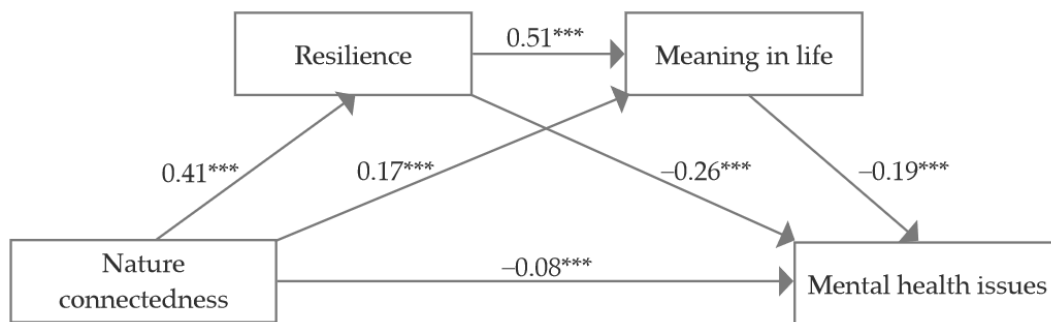 0.51***
Resilience
Meaning in life
0.41***
0.17***
–0.26***
–0.19***
Nature
connectedness
–0.08***
Mental health issues